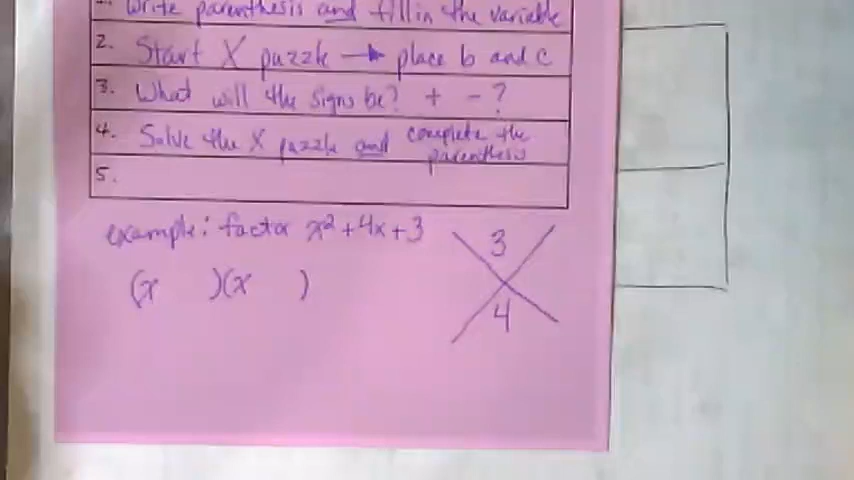 1. Write parenthesis and fill in the variable
2. Start X puzzle → place b and c
3. What will the signs be? + - ?
4. Solve the X puzzle and complete the
parenthesis
5.
example: factor x²+4x+3
3
(x )(x )
4